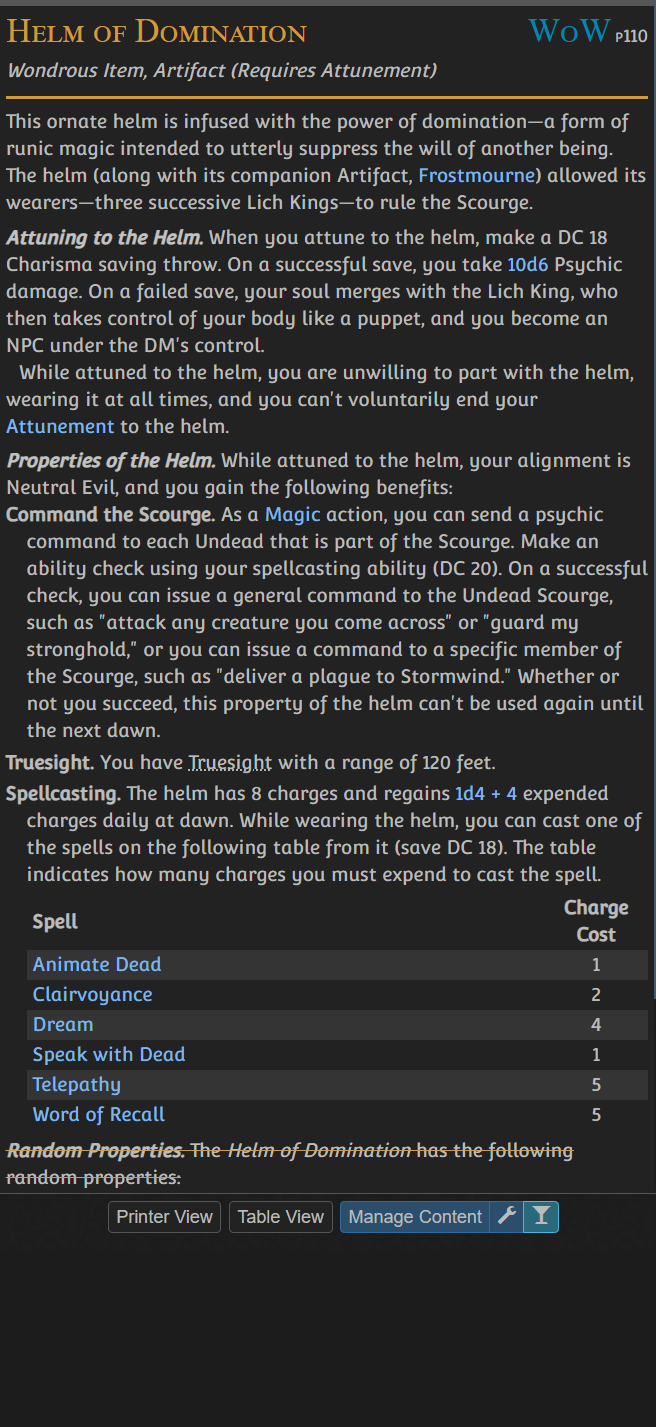 Helm of Domination WoW P110
Wondrous Item, Artifact (Requires Attunement)
This ornate helm is infused with the power of domination—a form of
runic magic intended to utterly suppress the will of another being.
The helm (along with its companion Artifact, Frostmourne) allowed its
wearers—three successive Lich Kings—to rule the Scourge.
Attuning to the Helm. When you attune to the helm, make a DC 18
Charisma saving throw. On a successful save, you take 10d6 Psychic
damage. On a failed save, your soul merges with the Lich King, who
then takes control of your body like a puppet, and you become an
NPC under the DM's control.
While attuned to the helm, you are unwilling to part with the helm,
wearing it at all times, and you can't voluntarily end your
Attunement to the helm.
Properties of the Helm. While attuned to the helm, your alignment is
Neutral Evil, and you gain the following benefits:
Command the Scourge. As a Magic action, you can send a psychic
command to each Undead that is part of the Scourge. Make an
ability check using your spellcasting ability (DC 20). On a successful
check, you can issue a general command to the Undead Scourge,
such as "attack any creature you come across" or "guard my
stronghold," or you can issue a command to a specific member of
the Scourge, such as "deliver a plague to Stormwind." Whether or
not you succeed, this property of the helm can't be used again until
the next dawn.
Truesight. You have Truesight with a range of 120 feet.
Spellcasting. The helm has 8 charges and regains 1d4 + 4 expended
charges daily at dawn. While wearing the helm, you can cast one of
the spells on the following table from it (save DC 18). The table
indicates how many charges you must expend to cast the spell.
Spell Charge
Cost
Animate Dead 1
Clairvoyance 2
Dream 4
Speak with Dead 1
Telepathy 5
Word of Recall 5
Random Properties. The Helm of Domination has the following
random properties:
Printer View Table View Manage Content